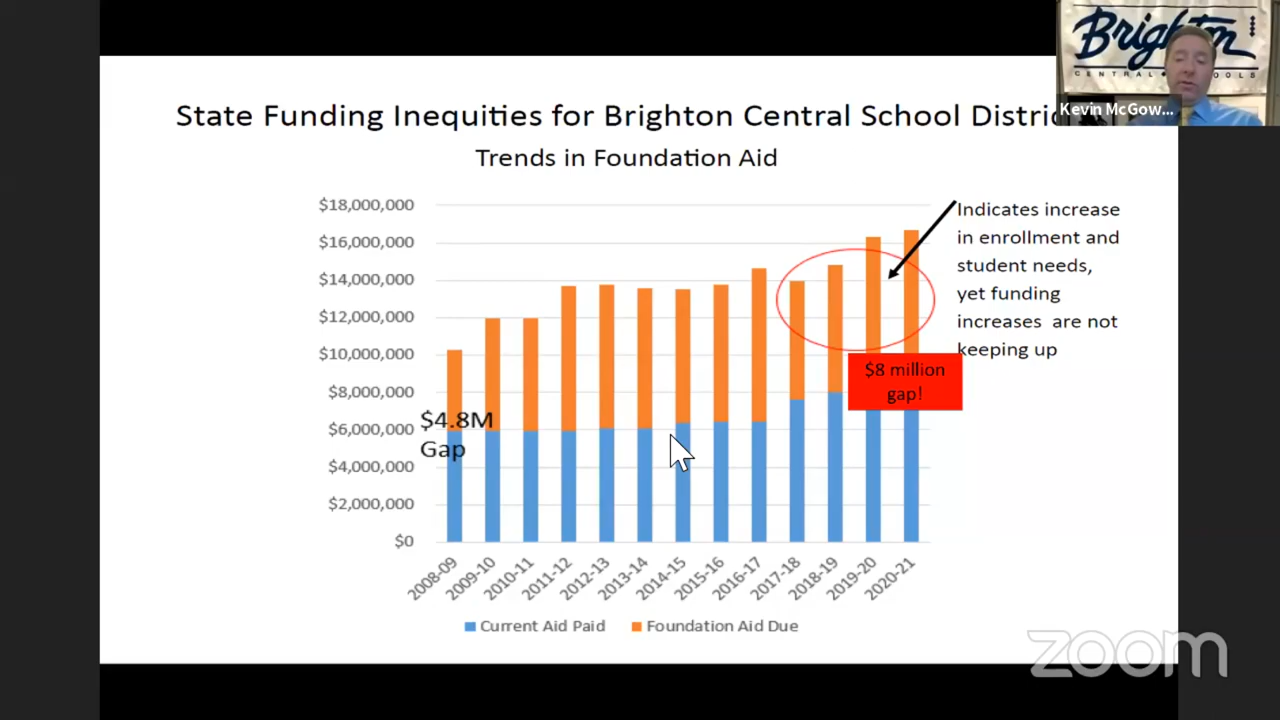 Brighton
CENTRAL SCHOOLS
Kevin McGow...
State Funding Inequities for Brighton Central School Distric
Trends in Foundation Aid
$18,000,000
$16,000,000
$14,000,000
$12,000,000
$10,000,000
$8,000,000
$6,000,000
$4,000,000
$2,000,000
$0
$4.8M
Gap
Indicates increase
in enrollment and
student needs,
yet funding
increases are not
keeping up
$8 million
gap!
2008-09
2009-10
2010-11
2011-12
2012-13
2013-14
2014-15
2015-16
2016-17
2017-18
2018-19
2019-20
2020-21
Current Aid Paid
Foundation Aid Due
zoom